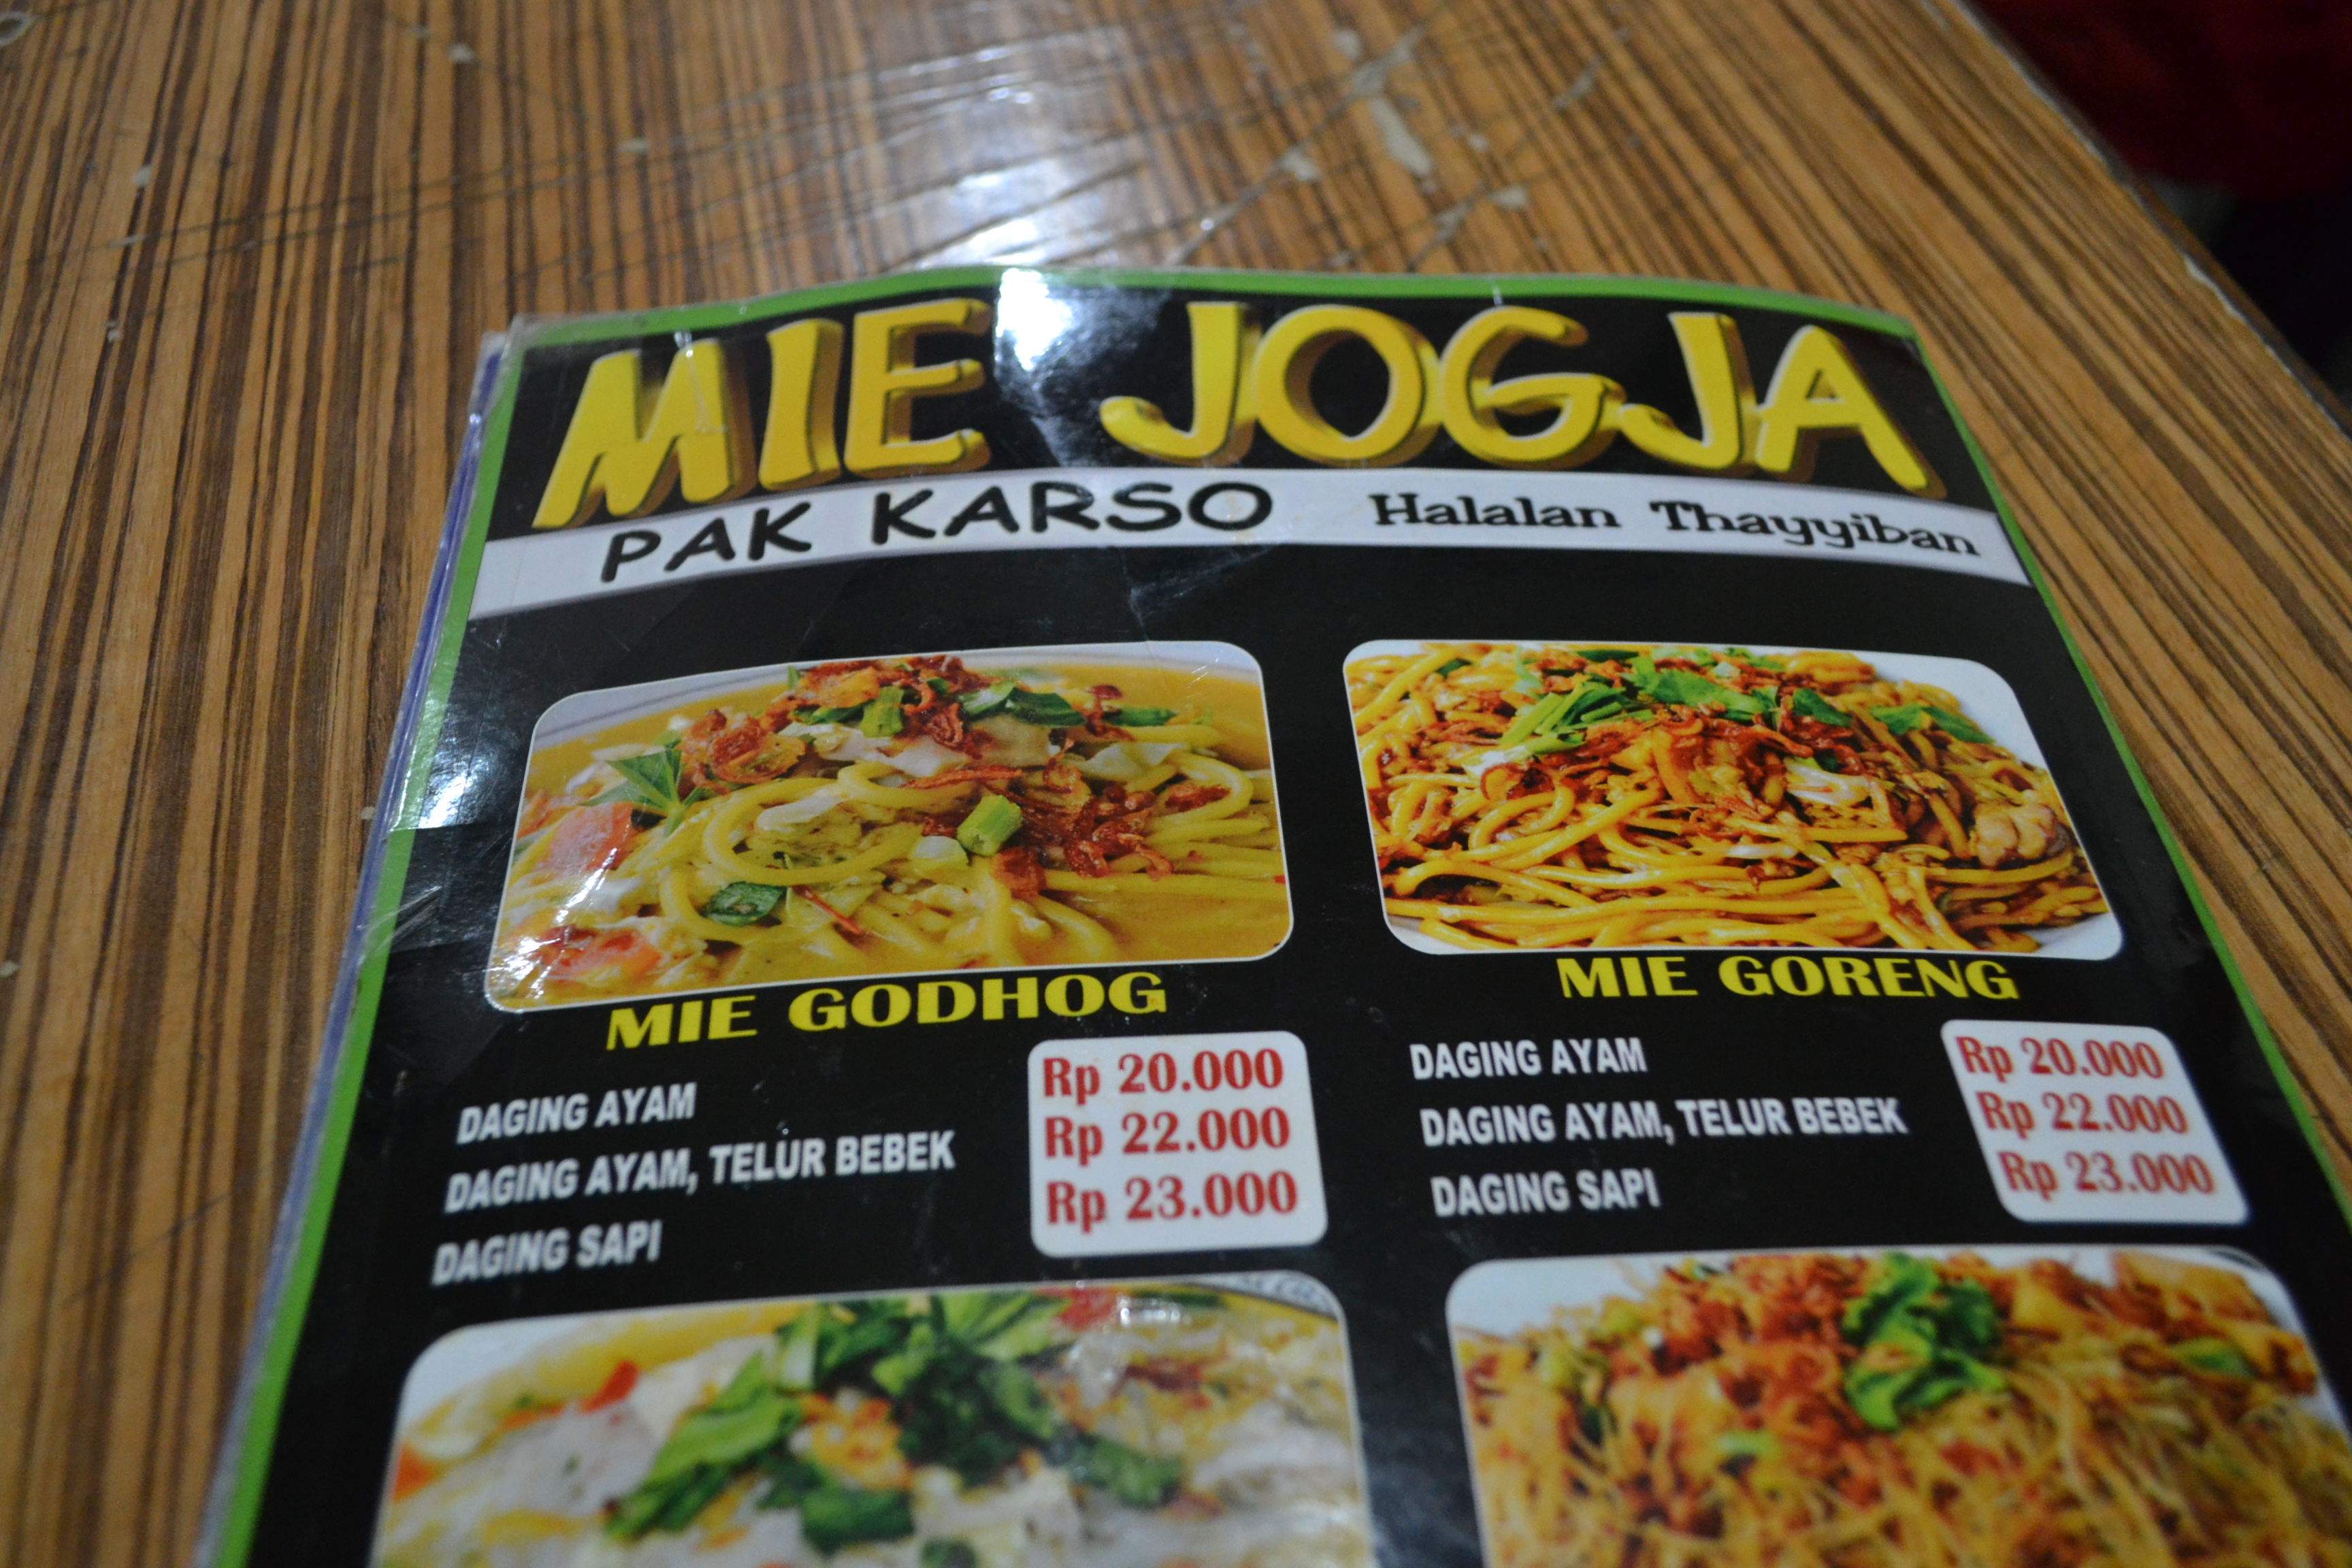 MIE JOGJA
PAK KARSO Halalan Thayyiban
MIE GODHOG
DAGING AYAM Rp 20.000
DAGING AYAM, TELUR BEBEK Rp 22.000
DAGING SAPI Rp 23.000
MIE GORENG
DAGING AYAM Rp 20.000
DAGING AYAM, TELUR BEBEK Rp 22.000
DAGING SAPI Rp 23.000